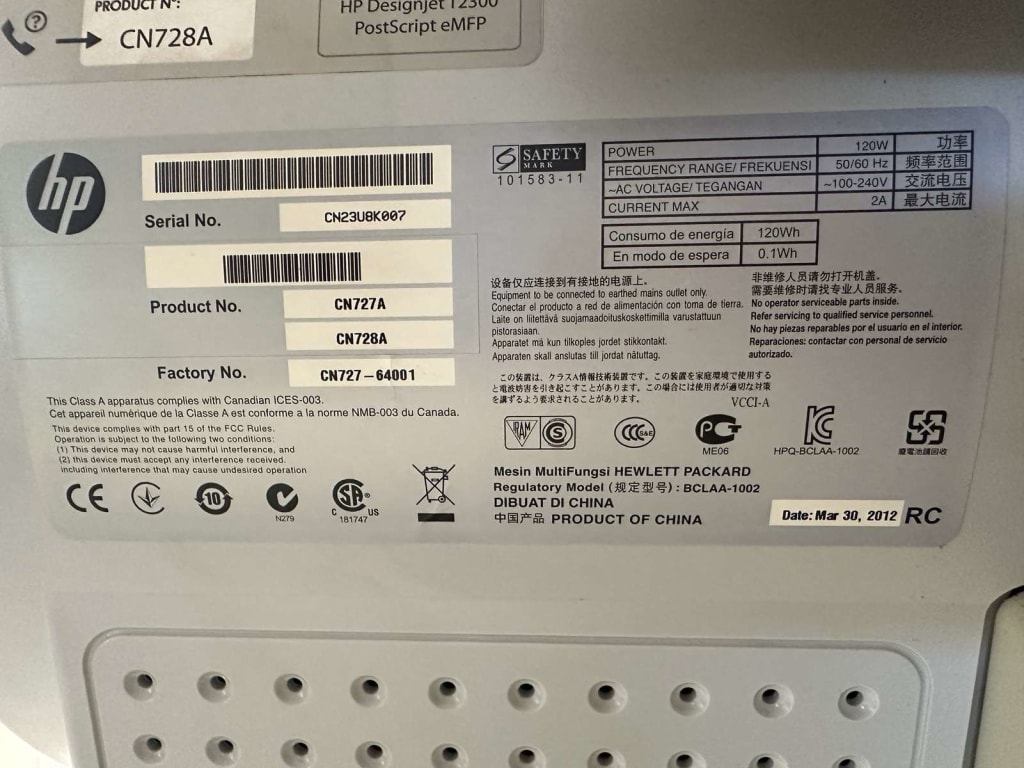 PRODUCT Nº:
CN728A
HP Designjet T2300
PostScript eMFP
hp
Serial No.
CN23U8K007
Product No.
CN727A
CN728A
Factory No.
CN727-64001
This Class A apparatus complies with Canadian ICES-003.
Cet appareil numèrique de la Classe A est conforme a la norme NMB-003 du Canada.
This device complies with part 15 of the FCC Rules.
Operation is subject to the following two conditions:
(1) This device may not cause harmful interference, and
(2) this device must accept any interference received.
including interference that may cause undesired operation
CE
10
N279
SA
C US
181747
S SAFETY
MARK
101583-11
POWER 120W 功率
FREQUENCY RANGE/ FREKUENSI 50/60 Hz 频率范围
~AC VOLTAGE/ TEGANGAN ~100-240V 交流电压
CURRENT MAX 2A 最大电流
Consumo de energía 120Wh
En modo de espera 0.1Wh
设备仅应连接到有接地的电源上.
Equipment to be connected to earthed mains outlet only.
Conectar el producto a red de alimentación con toma de tierra.
Laite on liitettävä suojamaadoituskoskettimilla varustattuun
pistorasiaan.
Apparatet må kun tilkoples jordet stikkontakt.
Apparaten skall anslutas till jordat nätuttag.
非维修人员请勿打开机盖.
需要维修时请找专业人员服务.
No operator serviceable parts inside.
Refer servicing to qualified service personnel.
No hay piezas reparables por el usuario en el interior.
Reparaciones: contactar con personal de servicio
autorizado.
この装置は、クラスA情報技術装置です。この装置を家庭環境で使用する
と電波妨害を引き起こすことがあります。この場合には使用者が適切な対策
を講ずるよう要求されることがあります。
VCCI-A
IRAM S
CCC S&E
ME06
HPQ-BCLAA-1002
廢電池請回收
Mesin MultiFungsi HEWLETT PACKARD
Regulatory Model (规定型号) : BCLAA-1002
DIBUAT DI CHINA
中国产品 PRODUCT OF CHINA
Date: Mar 30, 2012 RC